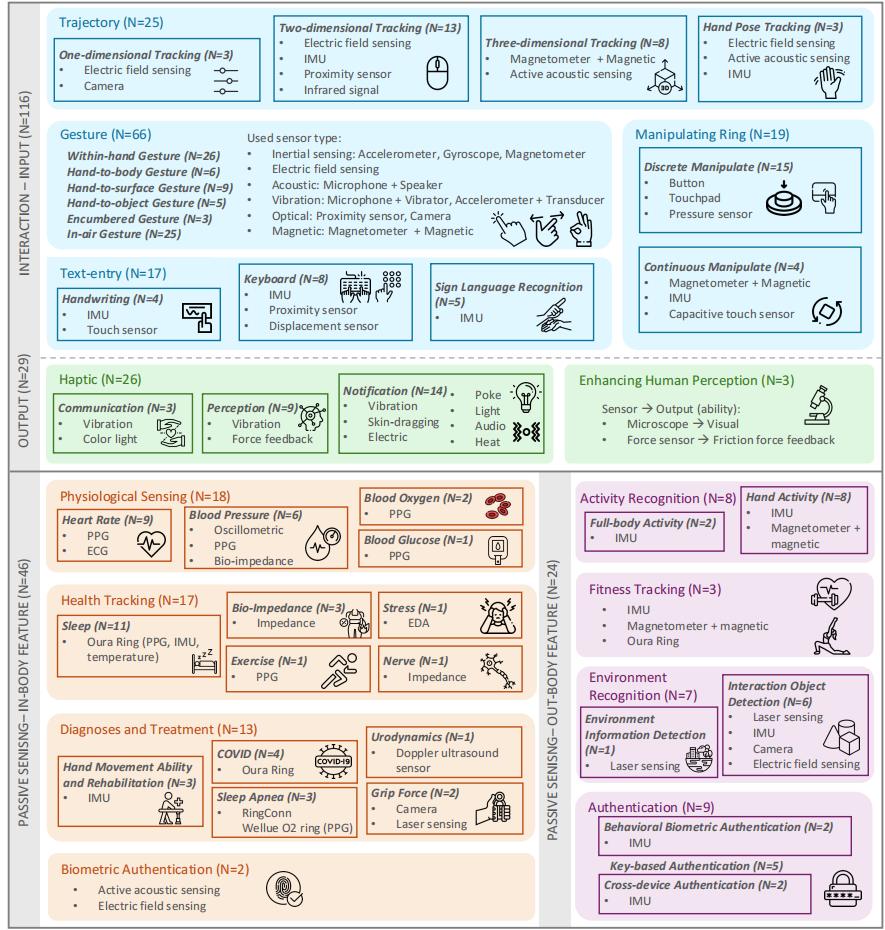 INTERACTION – INPUT (N=116)
Trajectory (N=25)
One-dimensional Tracking (N=3)
• Electric field sensing
• Camera
Two-dimensional Tracking (N=13)
• Electric field sensing
• IMU
• Proximity sensor
• Infrared signal
Three-dimensional Tracking (N=8)
• Magnetometer + Magnetic
• Active acoustic sensing
3D
Hand Pose Tracking (N=3)
• Electric field sensing
• Active acoustic sensing
• IMU
Gesture (N=66)
Within-hand Gesture (N=26)
Hand-to-body Gesture (N=6)
Hand-to-surface Gesture (N=9)
Hand-to-object Gesture (N=5)
Encumbered Gesture (N=3)
In-air Gesture (N=25)
Used sensor type:
• Inertial sensing: Accelerometer, Gyroscope, Magnetometer
• Electric field sensing
• Acoustic: Microphone + Speaker
• Vibration: Microphone + Vibrator, Accelerometer + Transducer
• Optical: Proximity sensor, Camera
• Magnetic: Magnetometer + Magnetic
Manipulating Ring (N=19)
Discrete Manipulate (N=15)
• Button
• Touchpad
• Pressure sensor
Continuous Manipulate (N=4)
• Magnetometer + Magnetic
• IMU
• Capacitive touch sensor
Text-entry (N=17)
Handwriting (N=4)
• IMU
• Touch sensor
Keyboard (N=8)
• IMU
• Proximity sensor
• Displacement sensor
Sign Language Recognition
(N=5)
• IMU
OUTPUT (N=29)
Haptic (N=26)
Communication (N=3)
• Vibration
• Color light
Perception (N=9)
• Vibration
• Force feedback
Notification (N=14)
• Vibration
• Skin-dragging
• Electric
• Poke
• Light
• Audio
• Heat
Enhancing Human Perception (N=3)
Sensor → Output (ability):
• Microscope → Visual
• Force sensor → Friction force feedback
PASSIVE SENISNG– IN-BODY FEATURE (N=46)
Physiological Sensing (N=18)
Heart Rate (N=9)
• PPG
• ECG
Blood Pressure (N=6)
• Oscillometric
• PPG
• Bio-impedance
Blood Oxygen (N=2)
• PPG
Blood Glucose (N=1)
• PPG
Health Tracking (N=17)
Sleep (N=11)
• Oura Ring (PPG, IMU,
temperature)
Bio-Impedance (N=3)
• Impedance
Stress (N=1)
• EDA
Exercise (N=1)
• PPG
Nerve (N=1)
• Impedance
Diagnoses and Treatment (N=13)
Hand Movement Ability
and Rehabilitation (N=3)
• IMU
COVID (N=4)
• Oura Ring
COVID-19
Sleep Apnea (N=3)
• RingConn
• Wellue O2 ring (PPG)
Urodynamics (N=1)
• Doppler ultrasound
sensor
Grip Force (N=2)
• Camera
• Laser sensing
Biometric Authentication (N=2)
• Active acoustic sensing
• Electric field sensing
PASSIVE SENISNG– OUT-BODY FEATURE (N=24)
Activity Recognition (N=8)
Full-body Activity (N=2)
• IMU
Hand Activity (N=8)
• IMU
• Magnetometer +
magnetic
Fitness Tracking (N=3)
• IMU
• Magnetometer + magnetic
• Oura Ring
Environment
Recognition (N=7)
Environment
Information Detection
(N=1)
• Laser sensing
Interaction Object
Detection (N=6)
• Laser sensing
• IMU
• Camera
• Electric field sensing
Authentication (N=9)
Behavioral Biometric Authentication (N=2)
• IMU
Key-based Authentication (N=5)
Cross-device Authentication (N=2)
• IMU